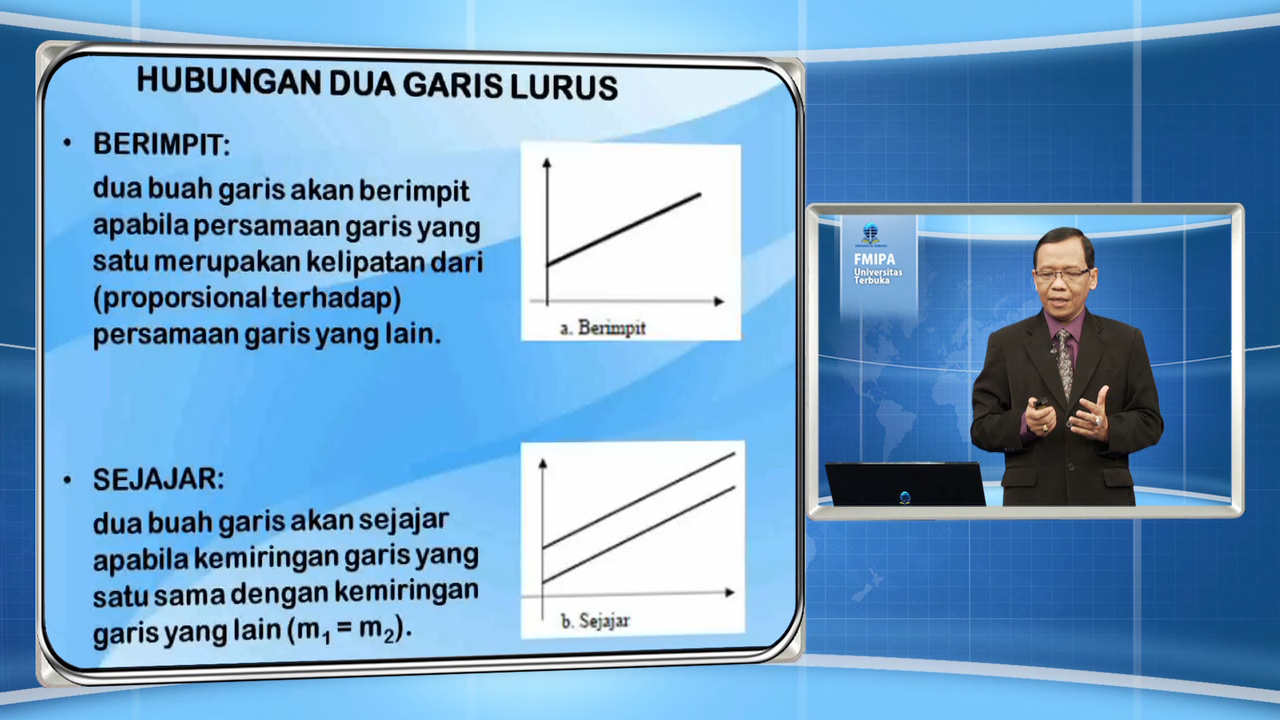 HUBUNGAN DUA GARIS LURUS
• BERIMPIT:
dua buah garis akan berimpit
apabila persamaan garis yang
satu merupakan kelipatan dari
(proporsional terhadap)
persamaan garis yang lain.
a. Berimpit
• SEJAJAR:
dua buah garis akan sejajar
apabila kemiringan garis yang
satu sama dengan kemiringan
garis yang lain (m₁ = m₂).
b. Sejajar
FMIPA
Universitas
Terbuka